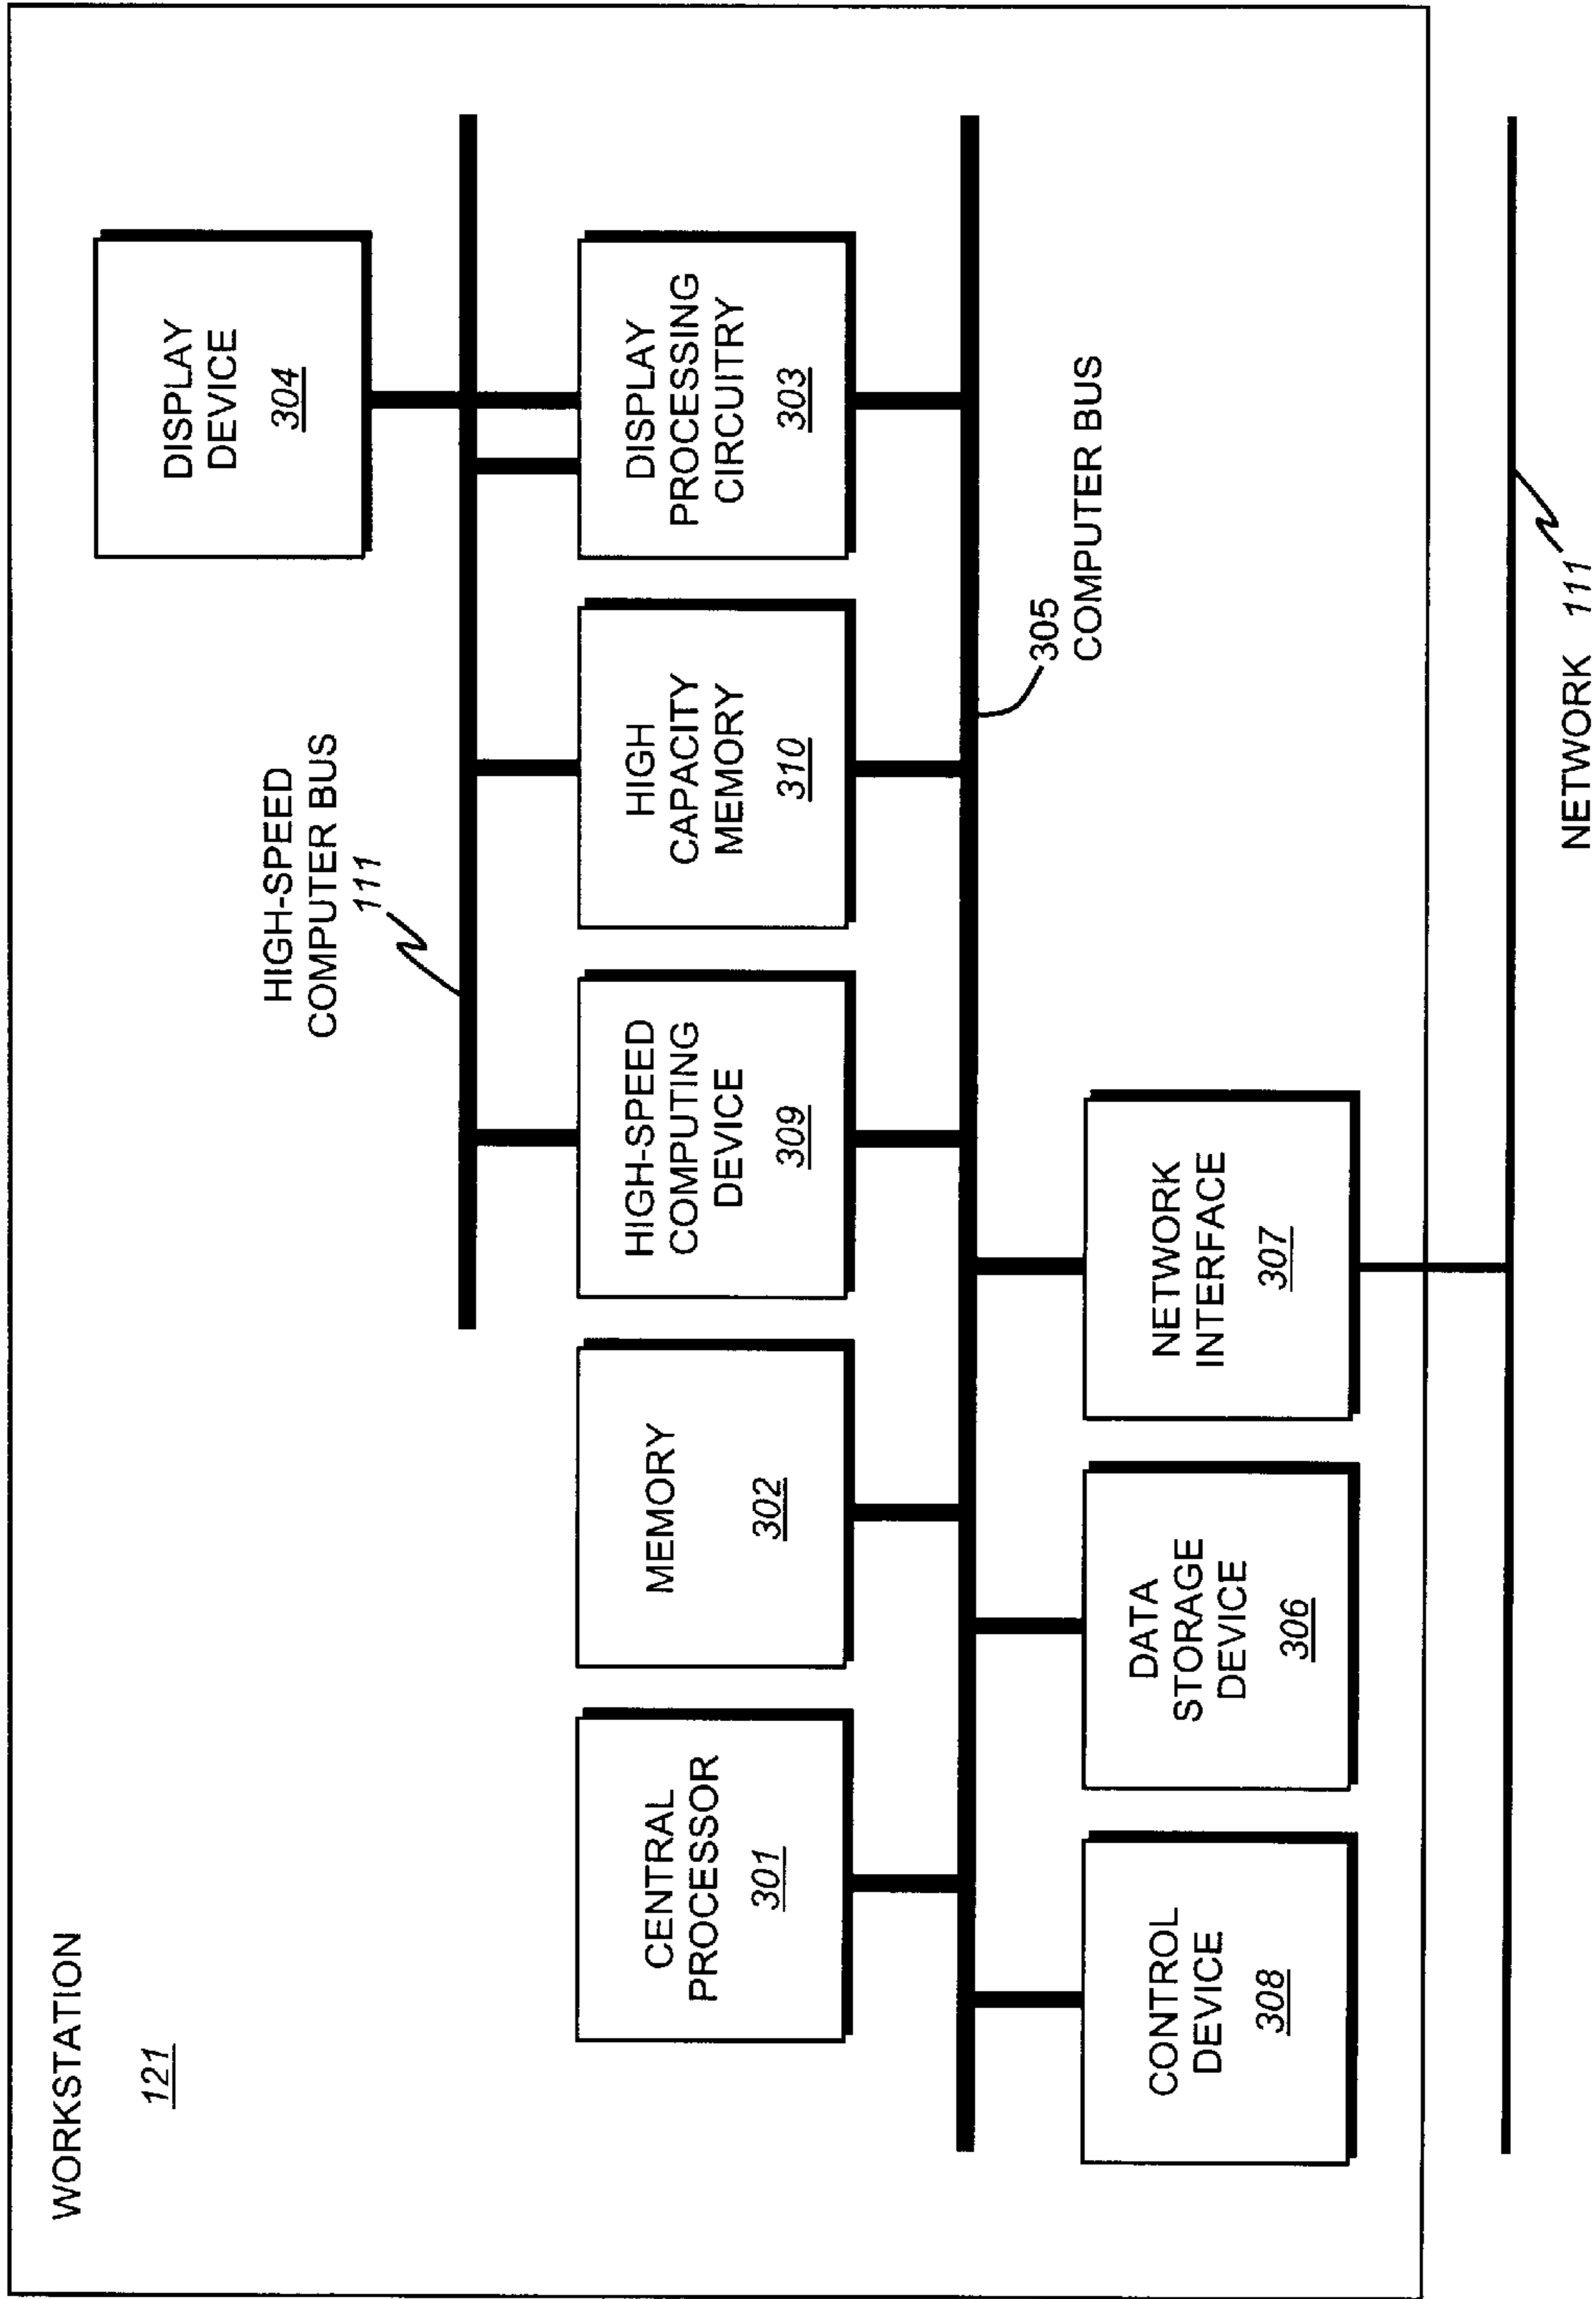 WORKSTATION
121
DISPLAY
DEVICE
304
HIGH-SPEED
COMPUTER BUS
111
CENTRAL
PROCESSOR
301
MEMORY
302
HIGH-SPEED
COMPUTING
DEVICE
309
HIGH
CAPACITY
MEMORY
310
DISPLAY
PROCESSING
CIRCUITRY
303
305
COMPUTER BUS
CONTROL
DEVICE
308
DATA
STORAGE
DEVICE
306
NETWORK
INTERFACE
307
NETWORK 111